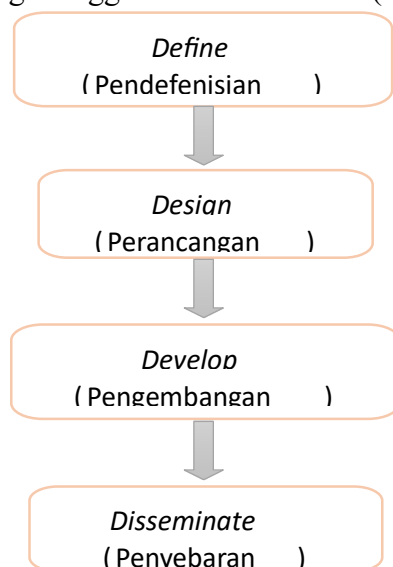 Define
( Pendefenisian )
Design
( Perancangan )
Develop
( Pengembangan )
Disseminate
( Penyebaran )